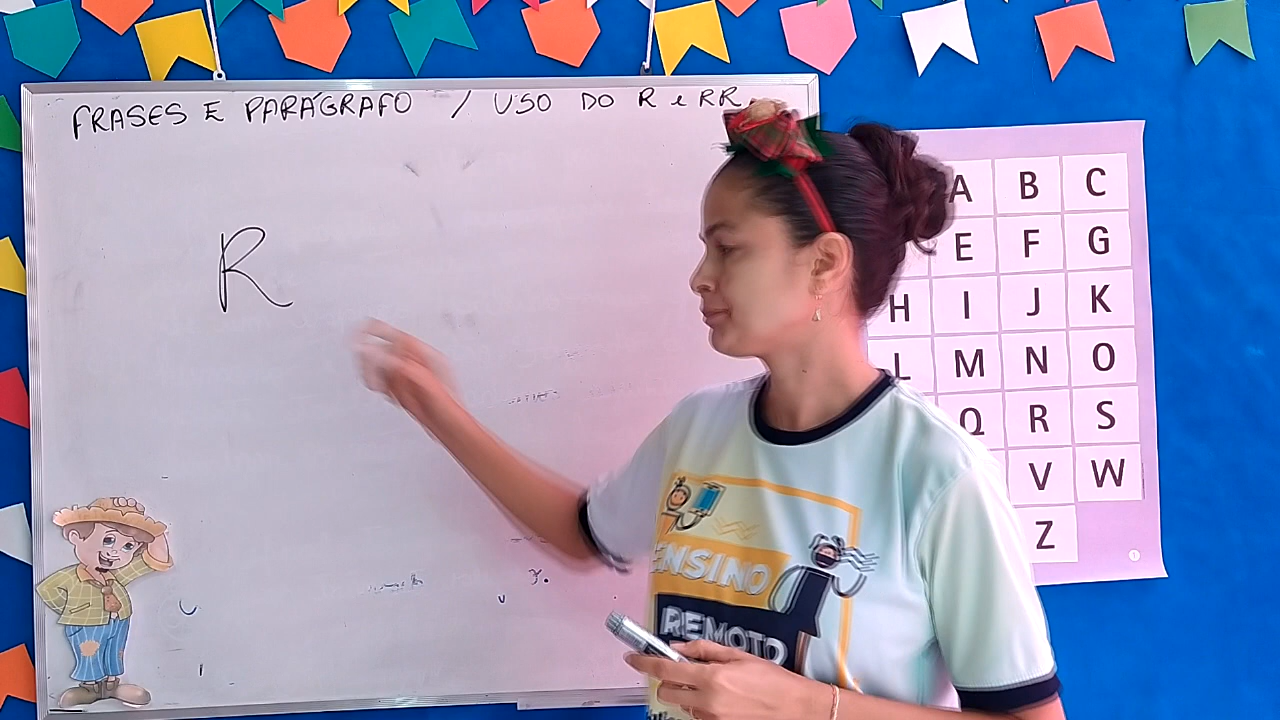 FRASES E PARÁGRAFO / USO DO R e RR.
R
A B C
E F G
H I J K
L M N O
Q R S
V W
Z
ENSINO
REMOTO